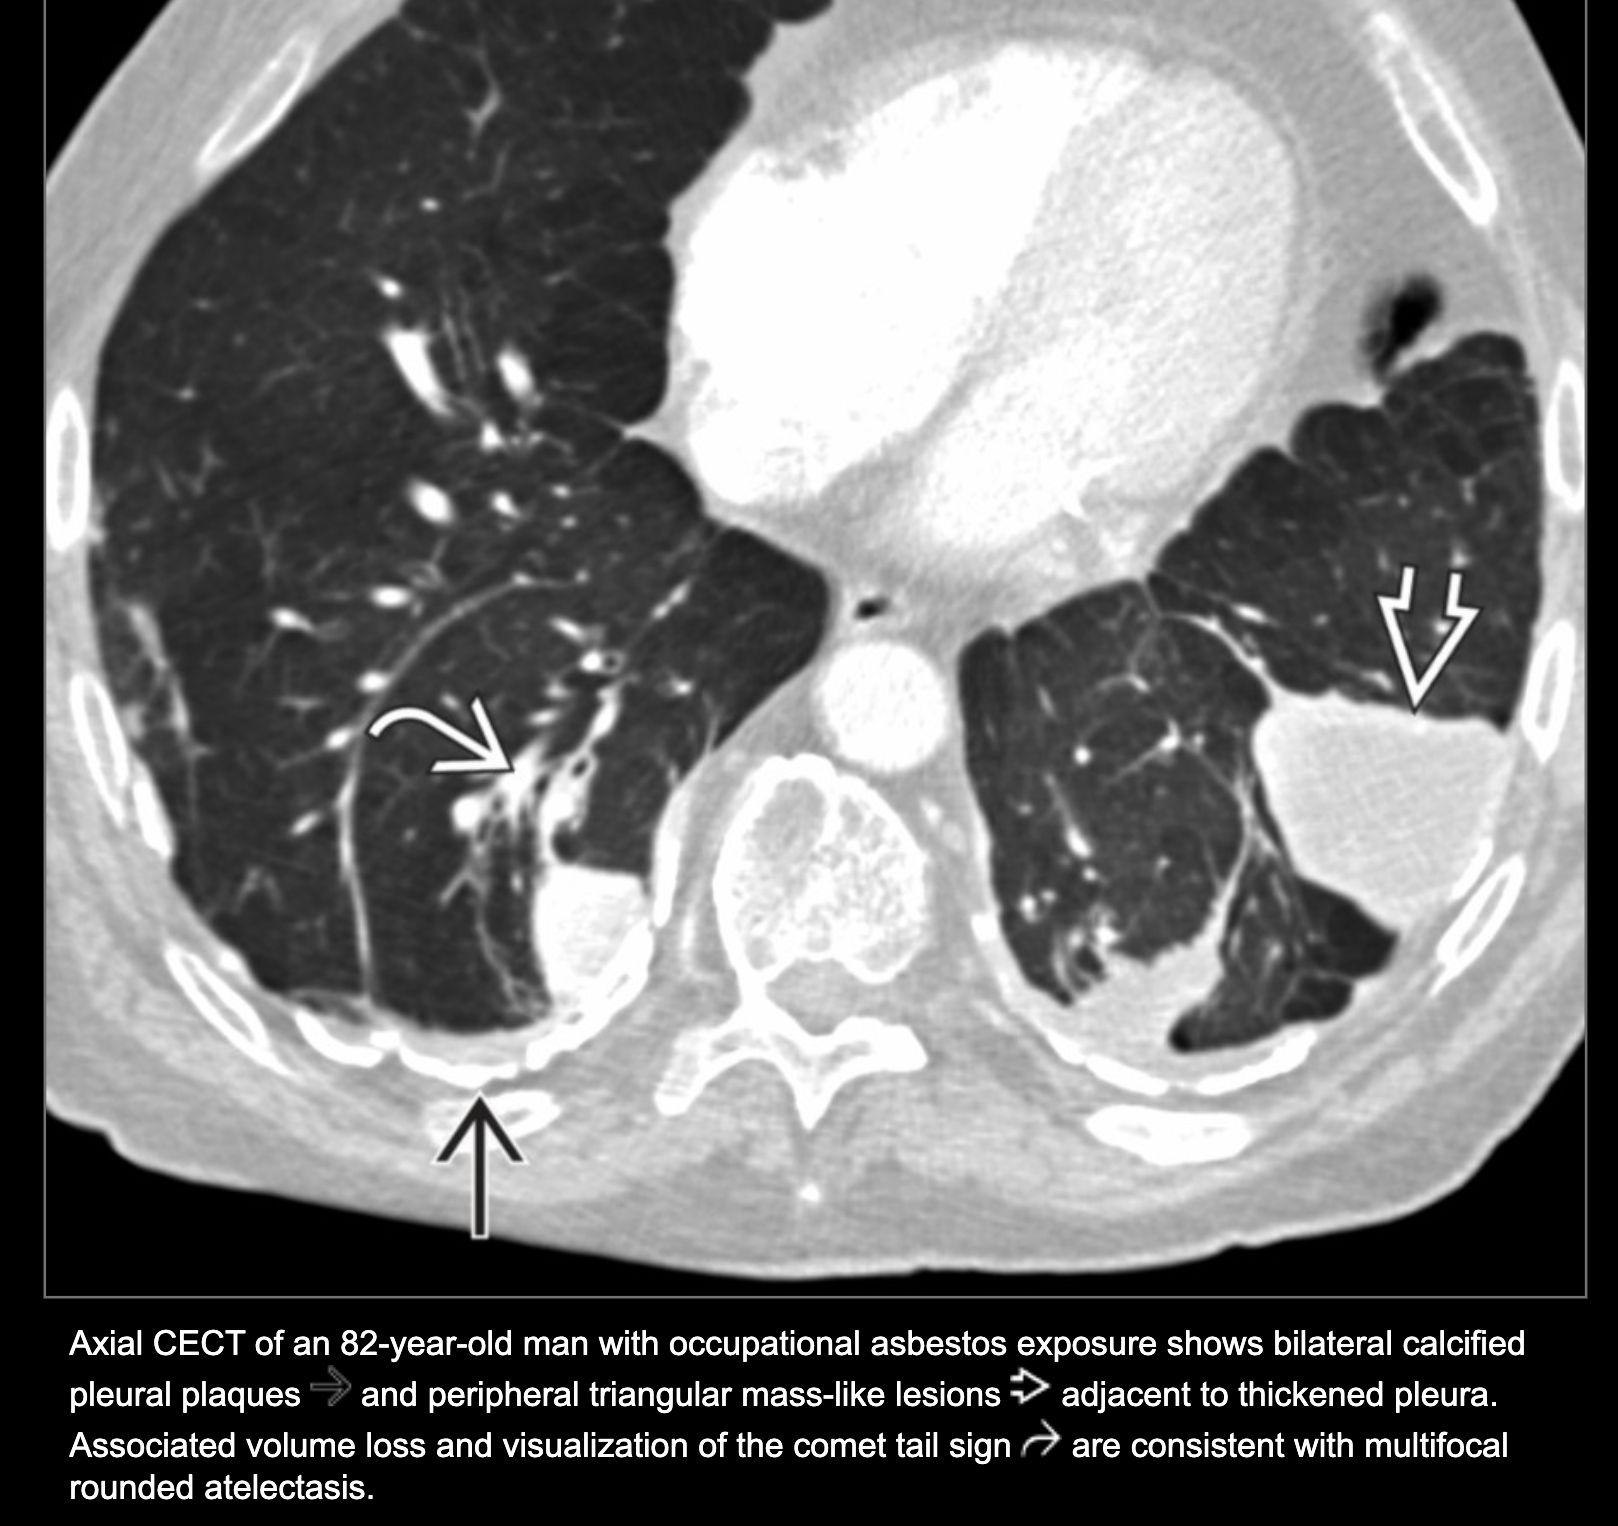 Axial CECT of an 82-year-old man with occupational asbestos exposure shows bilateral calcified
pleural plaques and peripheral triangular mass-like lesions adjacent to thickened pleura.
Associated volume loss and visualization of the comet tail sign are consistent with multifocal
rounded atelectasis.